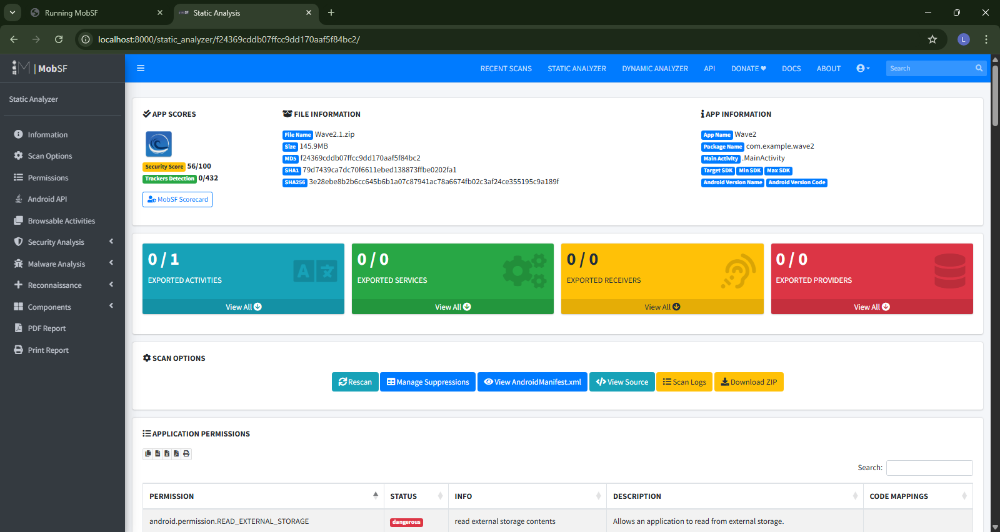 Running MobSF
Static Analysis
localhost:8000/static_analyzer/f24369cddb07ffcc9dd170aaf5f84bc2/
L
MobSF
RECENT SCANS
STATIC ANALYZER
DYNAMIC ANALYZER
API
DONATE
DOCS
ABOUT
Search
Static Analyzer
Information
Scan Options
Permissions
Android API
Browsable Activities
Security Analysis
Malware Analysis
Reconnaissance
Components
PDF Report
Print Report
APP SCORES
Security Score 56/100
Trackers Detection 0/432
MobSF Scorecard
FILE INFORMATION
File Name Wave2.1.zip
Size 145.9MB
MD5 f24369cddb07ffcc9dd170aaf5f84bc2
SHA1 79d7439ca7dc70f6611ebed138873ffbe0202fa1
SHA256 3e28ebe8b2b6cc645b6b1a07c87941ac78a6674fb02c3af24ce355195c9a189f
APP INFORMATION
App Name Wave2
Package Name com.example.wave2
Main Activity .MainActivity
Target SDK Min SDK Max SDK
Android Version Name Android Version Code
0 / 1
EXPORTED ACTIVITIES
View All
0 / 0
EXPORTED SERVICES
View All
0 / 0
EXPORTED RECEIVERS
View All
0 / 0
EXPORTED PROVIDERS
View All
SCAN OPTIONS
Rescan
Manage Suppressions
View AndroidManifest.xml
View Source
Scan Logs
Download ZIP
APPLICATION PERMISSIONS
Search:
PERMISSION STATUS INFO DESCRIPTION CODE MAPPINGS
android.permission.READ_EXTERNAL_STORAGE dangerous read external storage contents Allows an application to read from external storage.